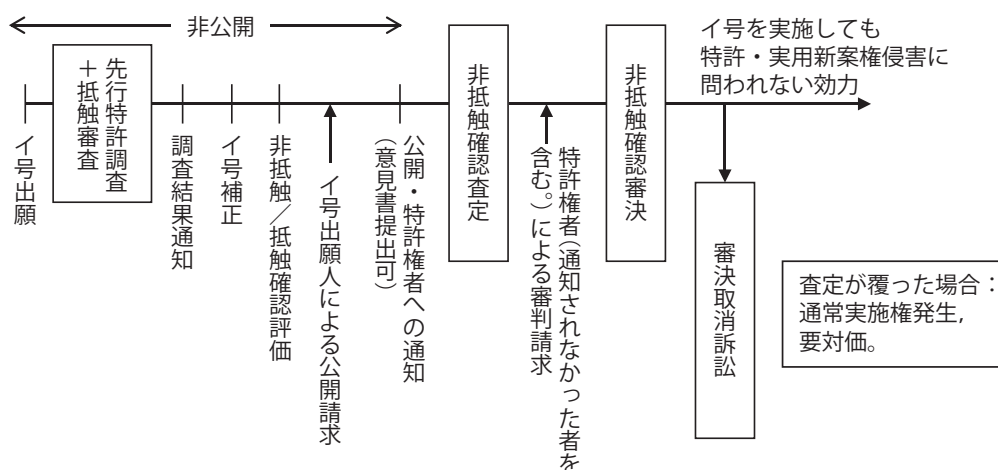 非公開
イ号出願
先行特許調査
＋抵触審査
調査結果通知
イ号補正
非抵触／抵触確認評価
イ号出願人による公開請求
公開・特許権者への通知
（意見書提出可）
非抵触確認査定
特許権者（通知されなかった者を
含む。）による審判請求
非抵触確認審決
イ号を実施しても
特許・実用新案権侵害に
問われない効力
審決取消訴訟
査定が覆った場合：
通常実施権発生，
要対価。